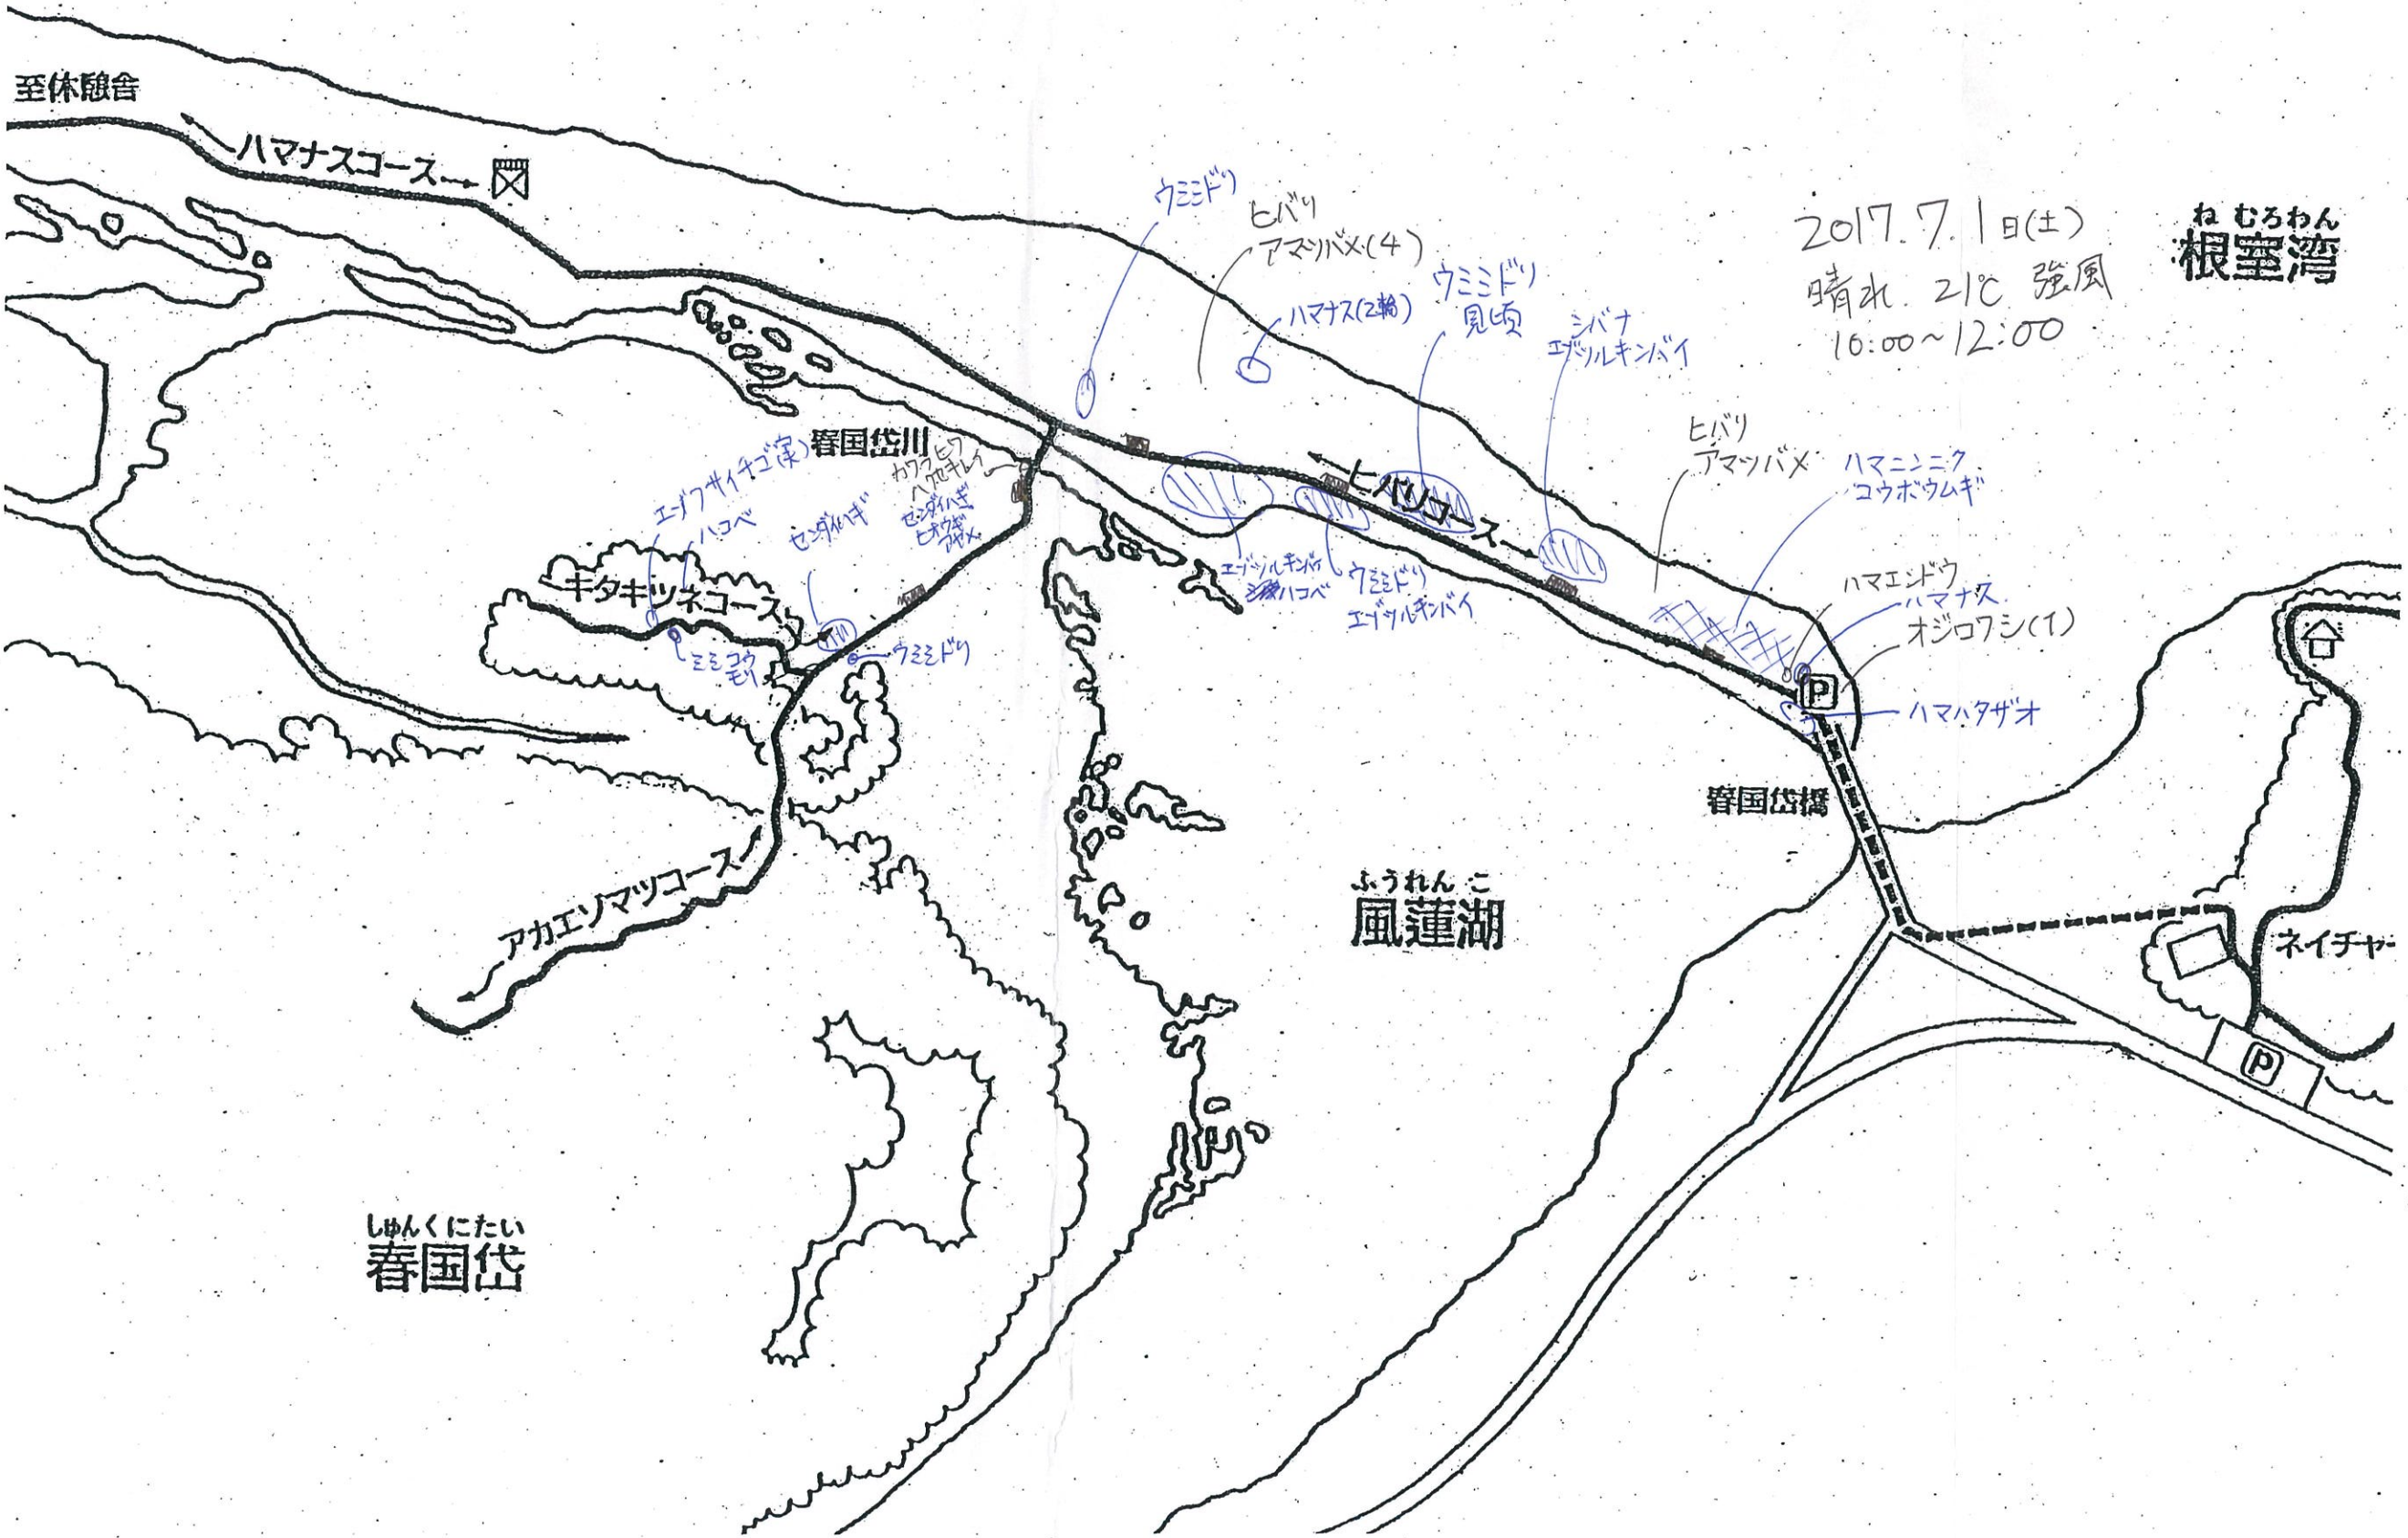 至休憩舎
ハマナスコース
ウミミドリ
ヒバリ
アマツバメ(4)
ハマナス(2輪)
ウミミドリ
見頃
シバナ
エゾツルキンバイ
2017.7.1日(土)
晴れ. 21℃ 強風
10:00~12:00
ね むろわん
根室湾
春国岱川
カワラヒワ
ハクセキレイ
センダイハギ
ヒオウギ
アヤメ
エゾクサイチゴ(実)
ハコベ
センダイハギ
キタキツネコース
ミミコウ
モリ
ウミミドリ
ヒバリコース
エゾツルキンバイ
ハコベ
ウミミドリ
エゾツルキンバイ
ヒバリ
アマツバメ
ハマニンニク
コウボウムギ
ハマエンドウ
ハマナス
オジロワシ(1)
P
ハマハタザオ
春国岱橋
アカエゾマツコース
ふうれん こ
風蓮湖
ネイチャー
P
しゅんくにたい
春国岱